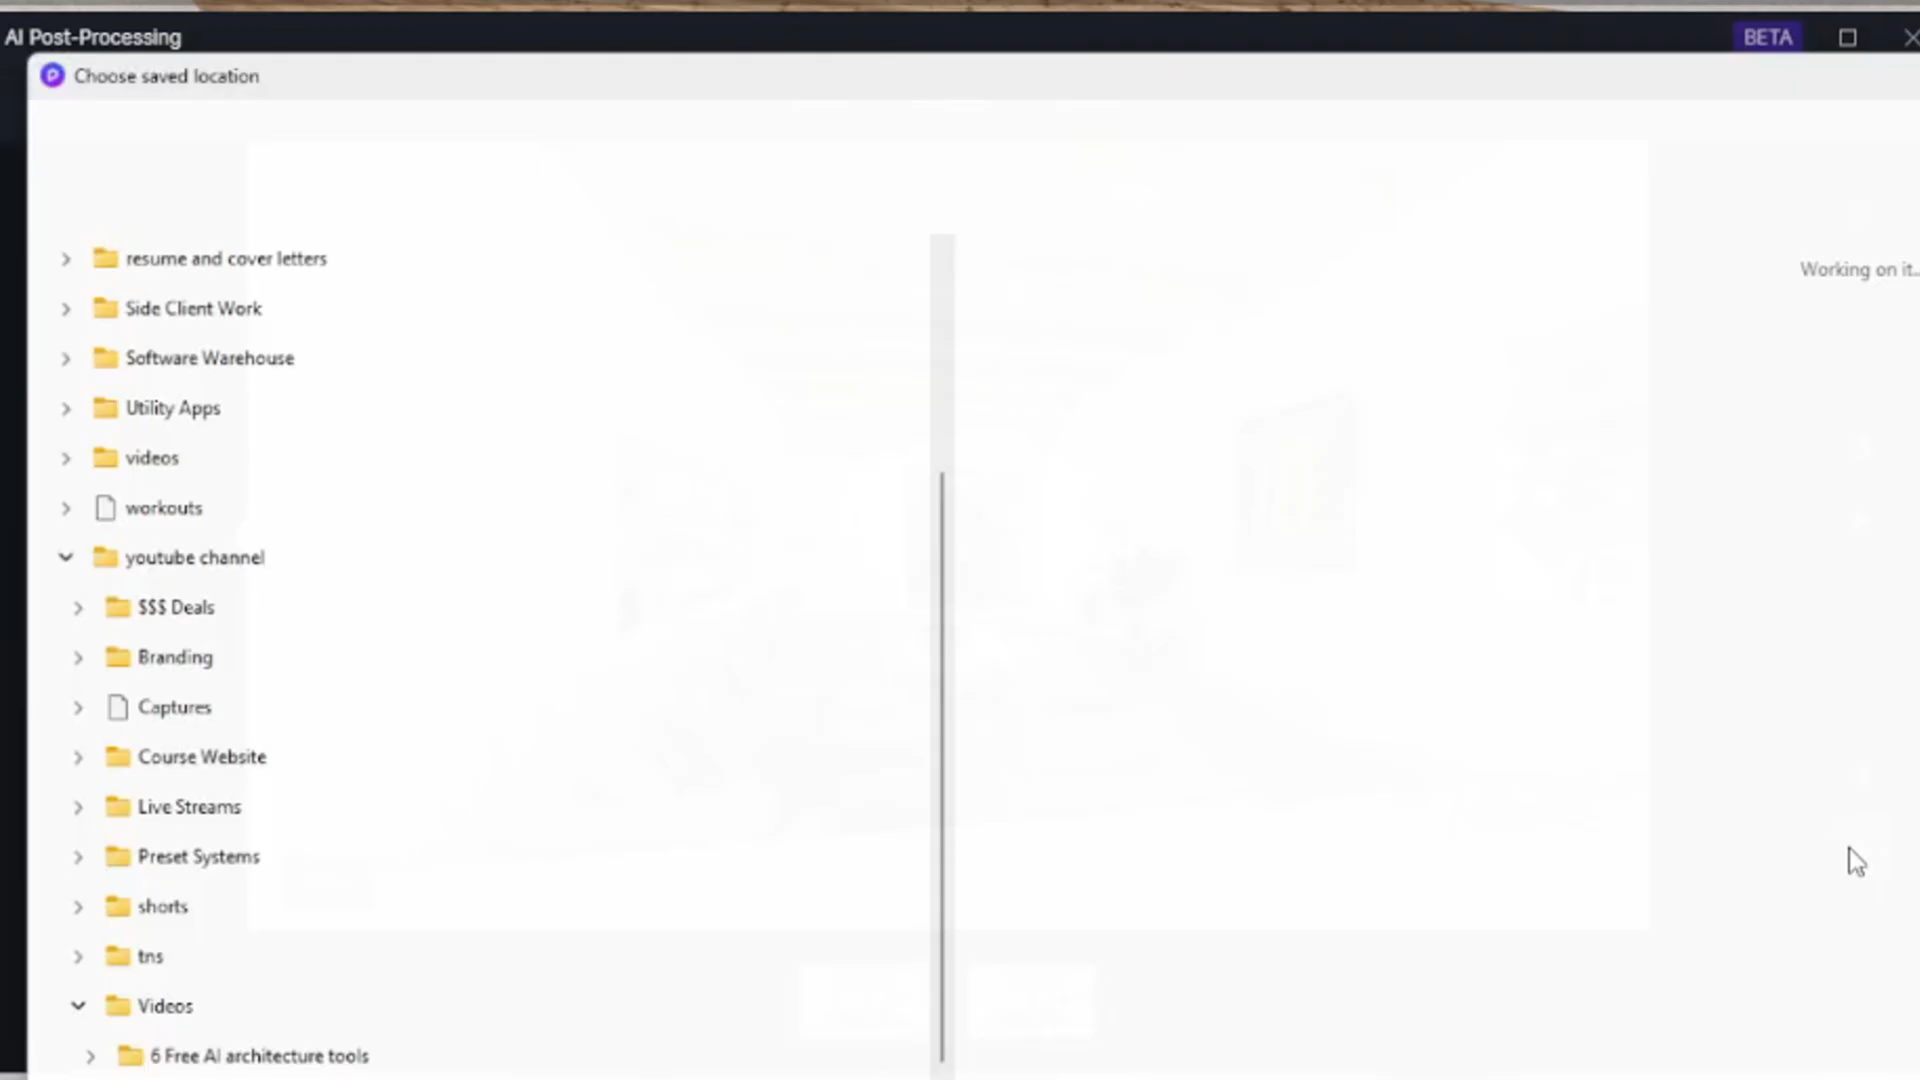 AI Post-Processing
BETA
Choose saved location
resume and cover letters
Working on it...
Side Client Work
Software Warehouse
Utility Apps
videos
workouts
youtube channel
$$$ Deals
Branding
Captures
Course Website
Live Streams
Preset Systems
shorts
tns
Videos
6 Free AI architecture tools